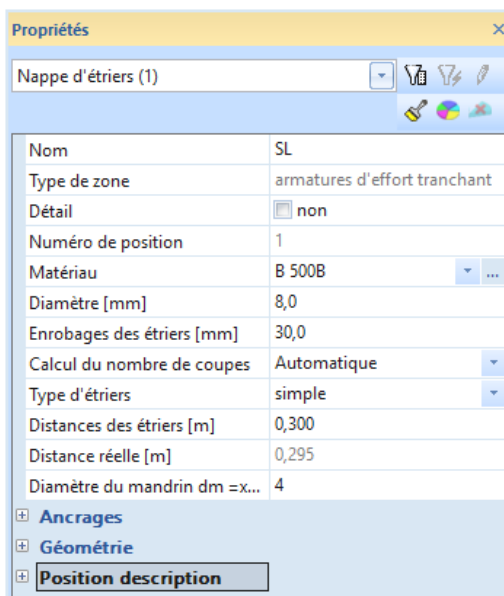 Propriétés
Nappe d'étriers (1)
Nom SL
Type de zone armatures d'effort tranchant
Détail non
Numéro de position 1
Matériau B 500B ...
Diamètre [mm] 8,0
Enrobages des étriers [mm] 30,0
Calcul du nombre de coupes Automatique
Type d'étriers simple
Distances des étriers [m] 0,300
Distance réelle [m] 0,295
Diamètre du mandrin dm =x... 4
Ancrages
Géométrie
Position description